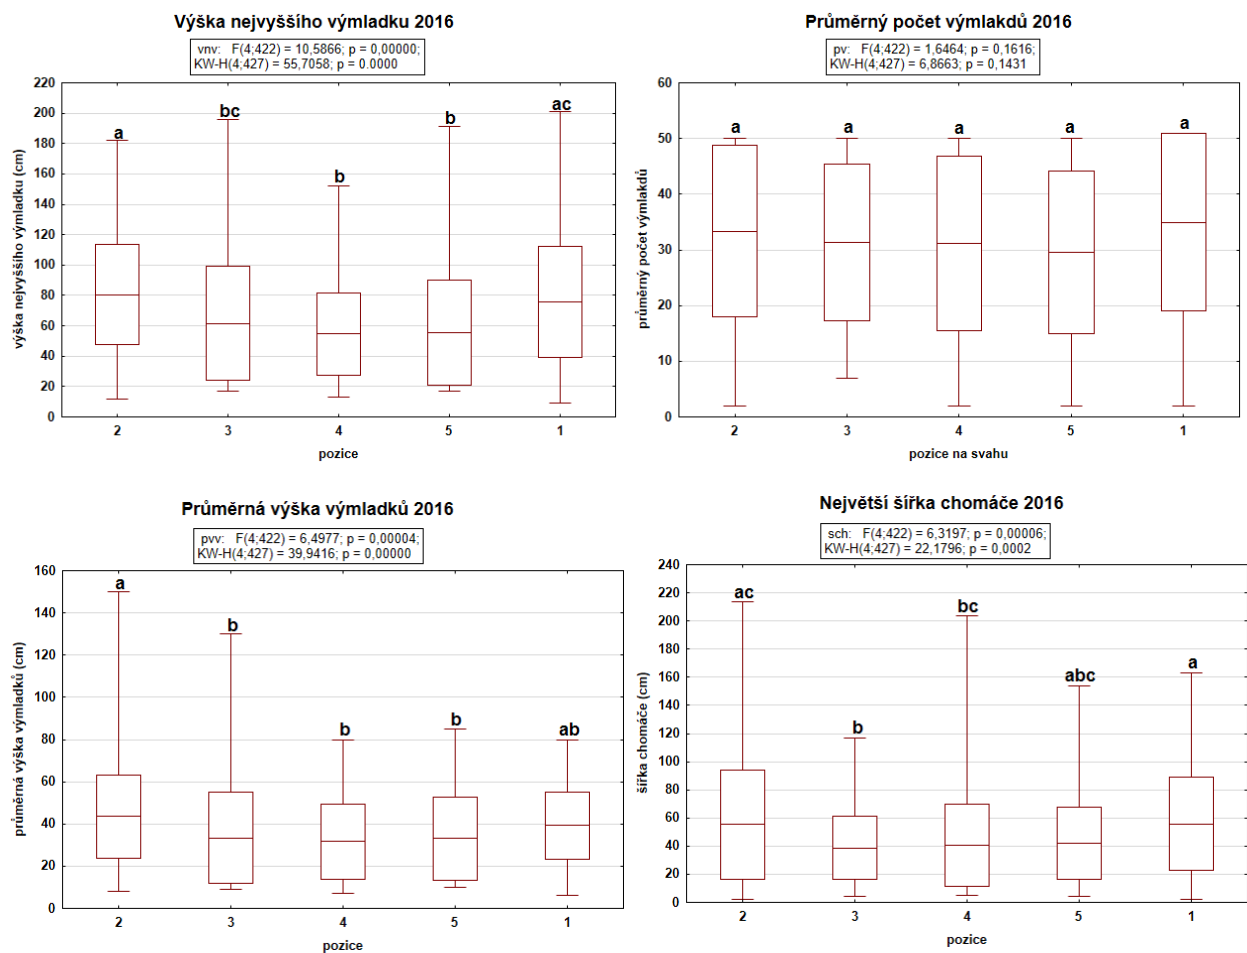 Výška nejvyššího výmladku 2016
vnv: F(4;422) = 10,5866; p = 0,00000;
KW-H(4;427) = 55,7058; p = 0.0000
220
200
180
160
140
120
100
80
60
40
20
0
výška nejvyššího výmladku (cm)
a
bc
b
b
ac
2 3 4 5 1
pozice
Průměrný počet výmlakdů 2016
pv: F(4;422) = 1,6464; p = 0,1616;
KW-H(4;427) = 6,8663; p = 0,1431
60
50
40
30
20
10
0
průměrný počet výmlakdů
a
a
a
a
a
2 3 4 5 1
pozice na svahu
Průměrná výška výmladků 2016
pvv: F(4;422) = 6,4977; p = 0,00004;
KW-H(4;427) = 39,9416; p = 0,00000
160
140
120
100
80
60
40
20
0
průměrná výška výmladků (cm)
a
b
b
b
ab
2 3 4 5 1
pozice
Největší šířka chomáče 2016
sch: F(4;422) = 6,3197; p = 0,00006;
KW-H(4;427) = 22,1796; p = 0,0002
240
220
200
180
160
140
120
100
80
60
40
20
0
šířka chomáče (cm)
ac
b
bc
abc
a
2 3 4 5 1
pozice